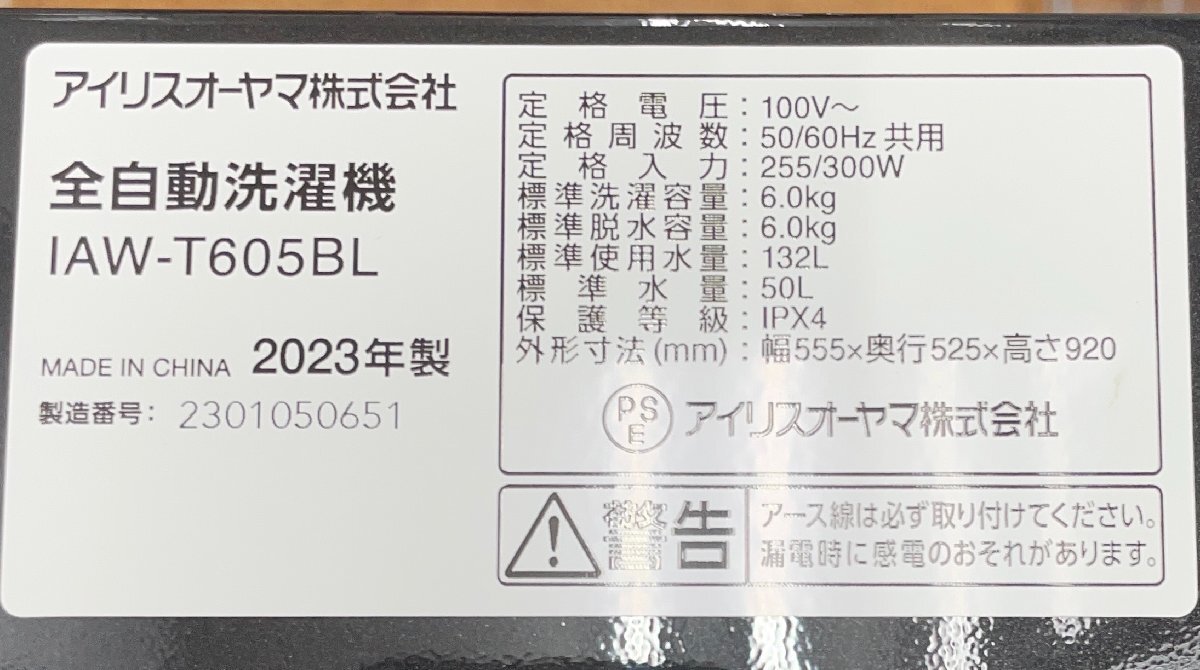 アイリスオーヤマ株式会社
全自動洗濯機
IAW-T605BL
MADE IN CHINA 2023年製
製造番号: 2301050651
定格電圧:100V～
定格周波数:50/60Hz 共用
定格入力:255/300W
標準洗濯容量:6.0kg
標準脱水容量:6.0kg
標準使用水量:132L
標準水量:50L
保護等級:IPX4
外形寸法(mm):幅555×奥行525×高さ920
PS
E
アイリスオーヤマ株式会社
警告
アース線は必ず取り付けてください。
漏電時に感電のおそれがあります。